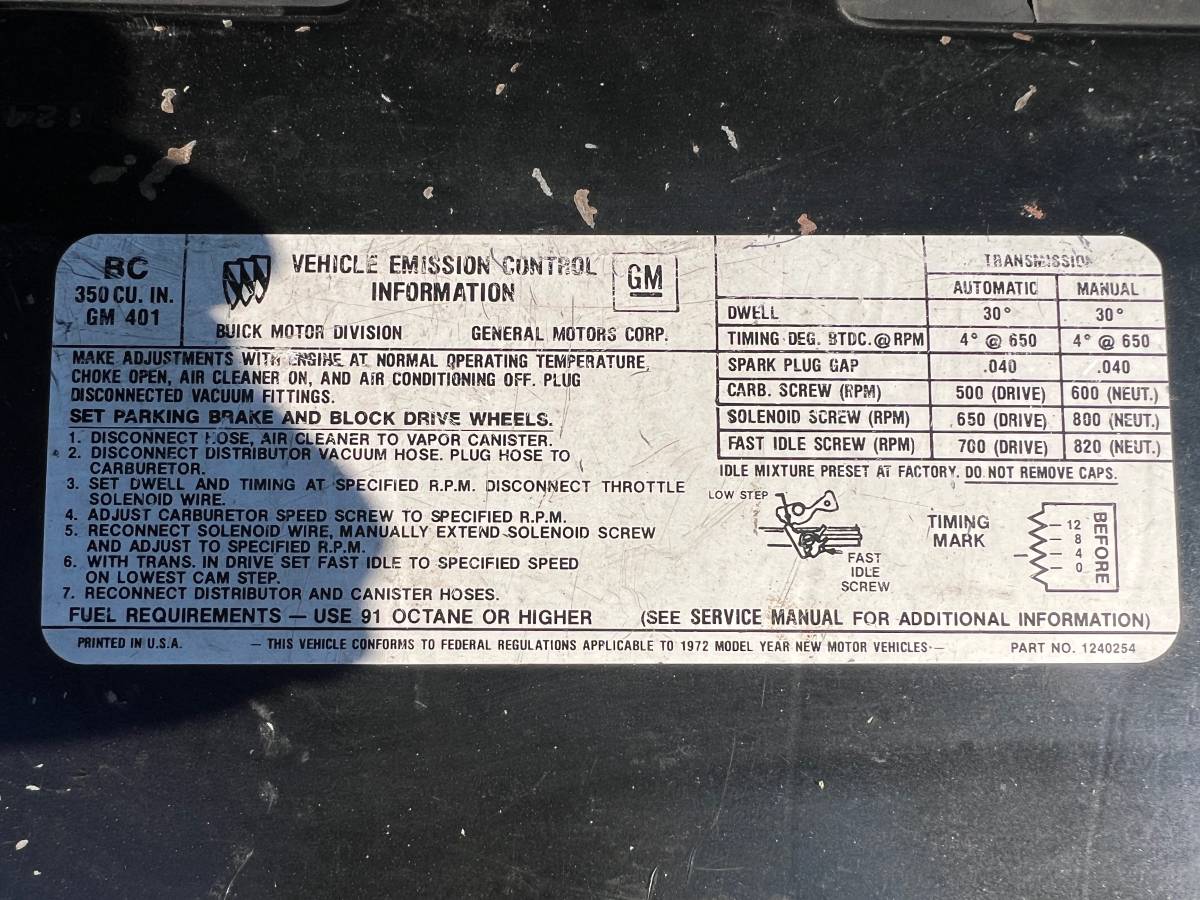 BC
350 CU. IN.
GM 401
VEHICLE EMISSION CONTROL
INFORMATION
GM
BUICK MOTOR DIVISION GENERAL MOTORS CORP.
MAKE ADJUSTMENTS WITH ENGINE AT NORMAL OPERATING TEMPERATURE,
CHOKE OPEN, AIR CLEANER ON, AND AIR CONDITIONING OFF. PLUG
DISCONNECTED VACUUM FITTINGS.
SET PARKING BRAKE AND BLOCK DRIVE WHEELS.
1. DISCONNECT HOSE, AIR CLEANER TO VAPOR CANISTER.
2. DISCONNECT DISTRIBUTOR VACUUM HOSE. PLUG HOSE TO
CARBURETOR.
3. SET DWELL AND TIMING AT SPECIFIED R.P.M. DISCONNECT THROTTLE
SOLENOID WIRE.
4. ADJUST CARBURETOR SPEED SCREW TO SPECIFIED R.P.M.
5. RECONNECT SOLENOID WIRE, MANUALLY EXTEND SOLENOID SCREW
AND ADJUST TO SPECIFIED R.P.M.
6. WITH TRANS. IN DRIVE SET FAST IDLE TO SPECIFIED SPEED
ON LOWEST CAM STEP.
7. RECONNECT DISTRIBUTOR AND CANISTER HOSES.
TRANSMISSION
AUTOMATIC MANUAL
DWELL 30° 30°
TIMING DEG. BTDC. @ RPM 4° @ 650 4° @ 650
SPARK PLUG GAP .040 .040
CARB. SCREW (RPM) 500 (DRIVE) 600 (NEUT.)
SOLENOID SCREW (RPM) 650 (DRIVE) 800 (NEUT.)
FAST IDLE SCREW (RPM) 700 (DRIVE) 820 (NEUT.)
IDLE MIXTURE PRESET AT FACTORY. DO NOT REMOVE CAPS.
LOW STEP
FAST
IDLE
SCREW
TIMING
MARK
12
8
4
0
BEFORE
FUEL REQUIREMENTS — USE 91 OCTANE OR HIGHER (SEE SERVICE MANUAL FOR ADDITIONAL INFORMATION)
PRINTED IN U.S.A. — THIS VEHICLE CONFORMS TO FEDERAL REGULATIONS APPLICABLE TO 1972 MODEL YEAR NEW MOTOR VEHICLES — PART NO. 1240254